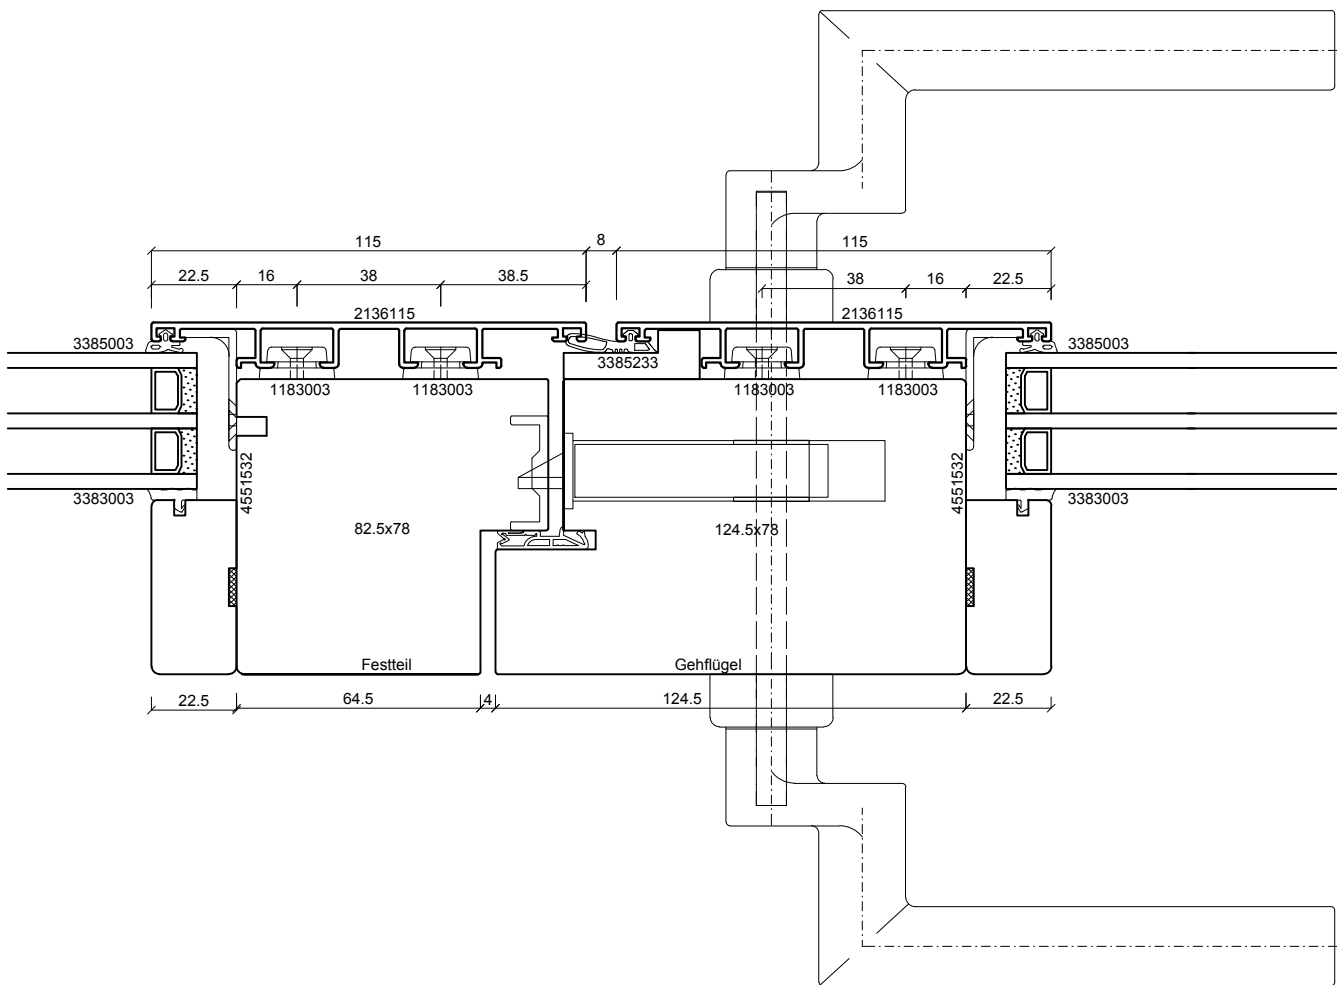 115 8 115
22.5 16 38 38.5 38 16 22.5
2136115 2136115
3385003 3385003
3385233
1183003 1183003 1183003 1183003
4551532 4551532
3383003 3383003
82.5x78 124.5x78
Festteil Gehflügel
22.5 64.5 4 124.5 22.5